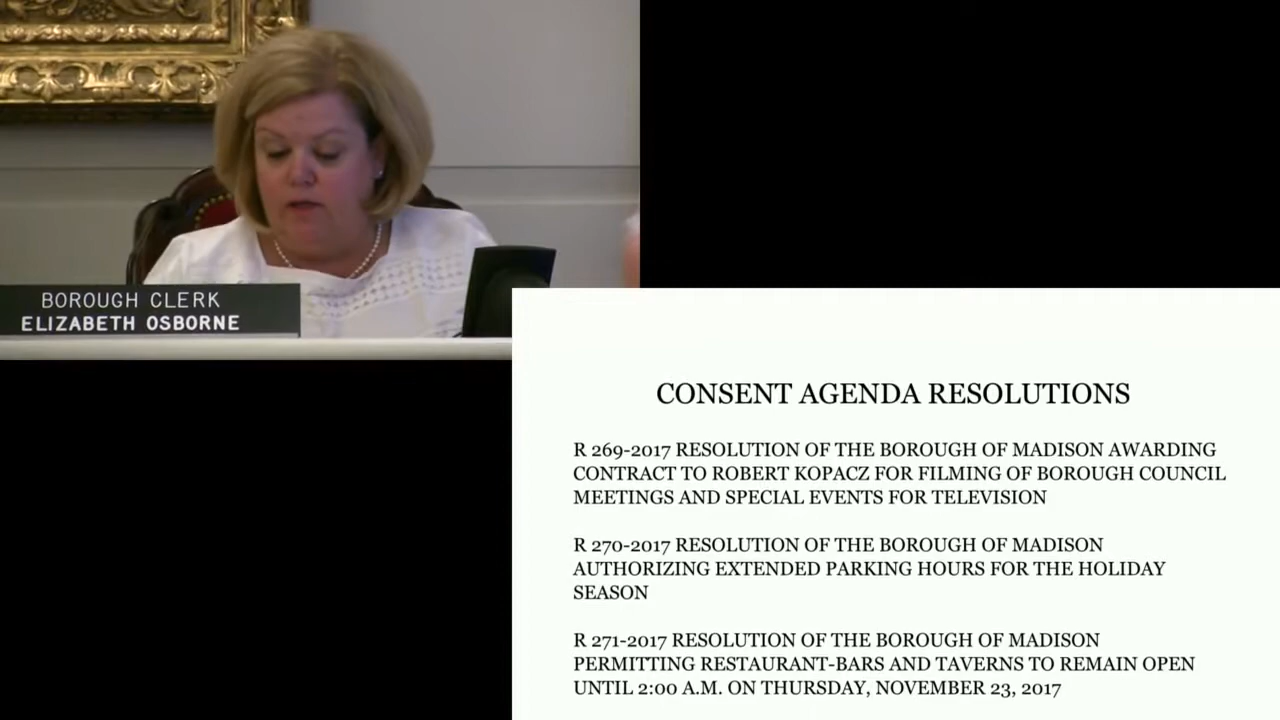 BOROUGH CLERK
ELIZABETH OSBORNE
CONSENT AGENDA RESOLUTIONS
R 269-2017 RESOLUTION OF THE BOROUGH OF MADISON AWARDING
CONTRACT TO ROBERT KOPACZ FOR FILMING OF BOROUGH COUNCIL
MEETINGS AND SPECIAL EVENTS FOR TELEVISION
R 270-2017 RESOLUTION OF THE BOROUGH OF MADISON
AUTHORIZING EXTENDED PARKING HOURS FOR THE HOLIDAY
SEASON
R 271-2017 RESOLUTION OF THE BOROUGH OF MADISON
PERMITTING RESTAURANT-BARS AND TAVERNS TO REMAIN OPEN
UNTIL 2:00 A.M. ON THURSDAY, NOVEMBER 23, 2017